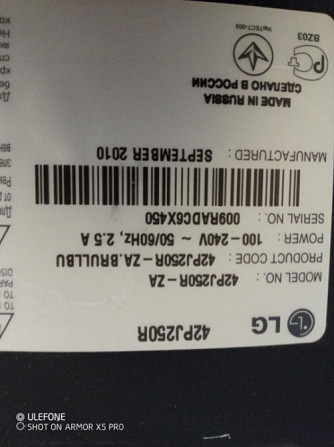 LG
42PJ250R
MODEL NO. : 42PJ250R-ZA
PRODUCT CODE : 42PJ250R-ZA.BRULLBU
POWER : 100-240V ~ 50/60Hz, 2.5 A
SERIAL NO. : 009RADC6X450
MANUFACTURED : SEPTEMBER 2010
MADE IN RUSSIA
СДЕЛАНО В РОССИИ
BZ03
ULEFONE
SHOT ON ARMOR X5 PRO